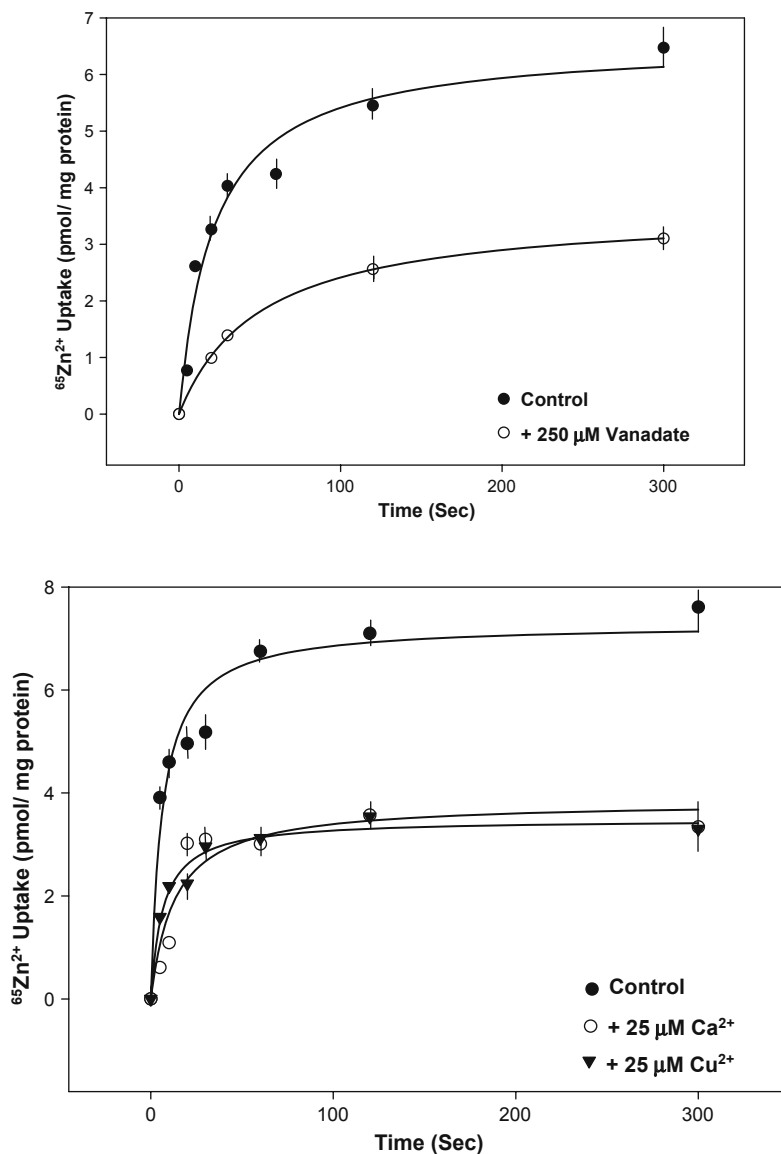 7
6
5
4
3
2
1
0
⁶⁵Zn²⁺ Uptake (pmol/ mg protein)
Control
+ 250 μM Vanadate
0 100 200 300
Time (Sec)
8
6
4
2
0
⁶⁵Zn²⁺ Uptake (pmol/ mg protein)
Control
+ 25 μM Ca²⁺
+ 25 μM Cu²⁺
0 100 200 300
Time (Sec)